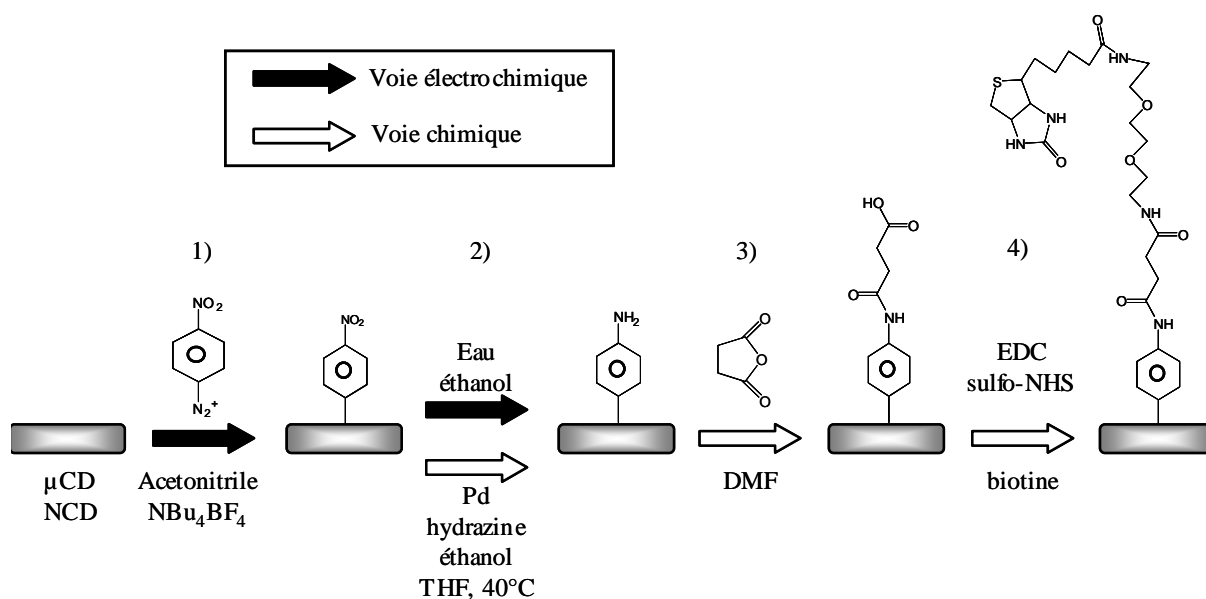 Voie électrochimique
Voie chimique
1)
2)
3)
4)
NO2
N2+
µCD
NCD
Acetonitrile
NBu4BF4
NO2
Eau
éthanol
Pd
hydrazine
éthanol
THF, 40°C
NH2
O
O
O
DMF
HO
O
O
NH
EDC
sulfo-NHS
biotine
O
HN
S
NH
HN
O
O
O
NH
O
O
NH